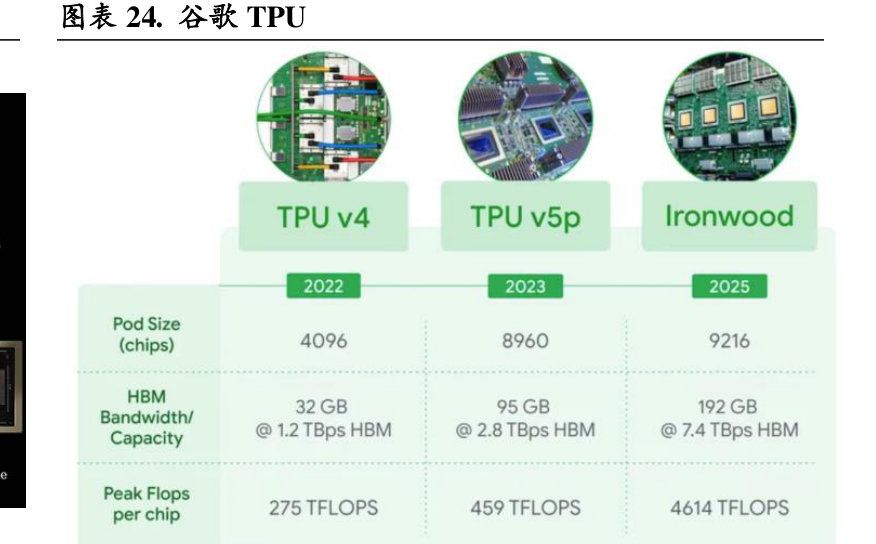 图表 24. 谷歌 TPU
TPU v4
TPU v5p
Ironwood
2022
2023
2025
Pod Size
(chips)
4096
8960
9216
HBM
Bandwidth/
Capacity
32 GB
@ 1.2 TBps HBM
95 GB
@ 2.8 TBps HBM
192 GB
@ 7.4 TBps HBM
Peak Flops
per chip
275 TFLOPS
459 TFLOPS
4614 TFLOPS
e